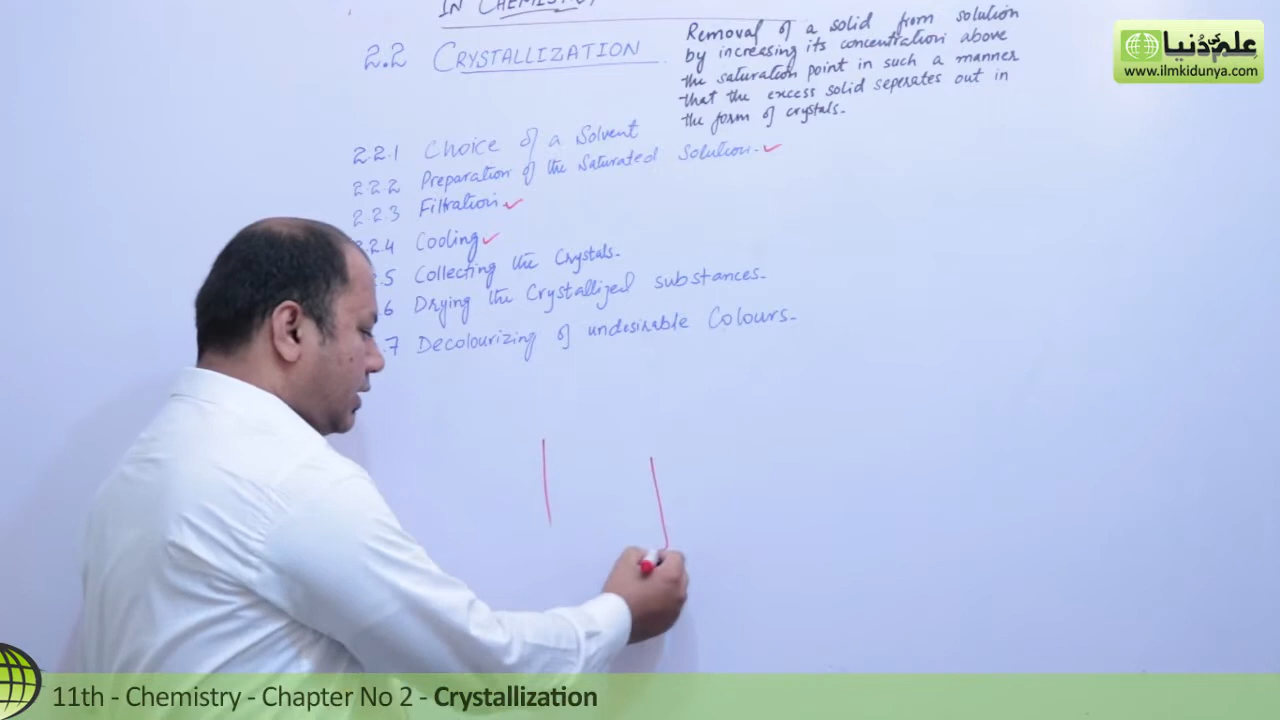 IN CHEMISTRY
2.2 CRYSTALLIZATION
Removal of a solid from solution
by increasing its concentration above
the saturation point in such a manner
that the excess solid seperates out in
the form of crystals.
2.2.1 Choice of a Solvent
2.2.2 Preparation of the Saturated Solution.
2.2.3 Filtration
2.2.4 Cooling
.5 Collecting the Crystals.
.6 Drying the Crystallized substances.
.7 Decolourizing of undesirable Colours.
علم کی دنیا
www.ilmkidunya.com
11th - Chemistry - Chapter No 2 - Crystallization